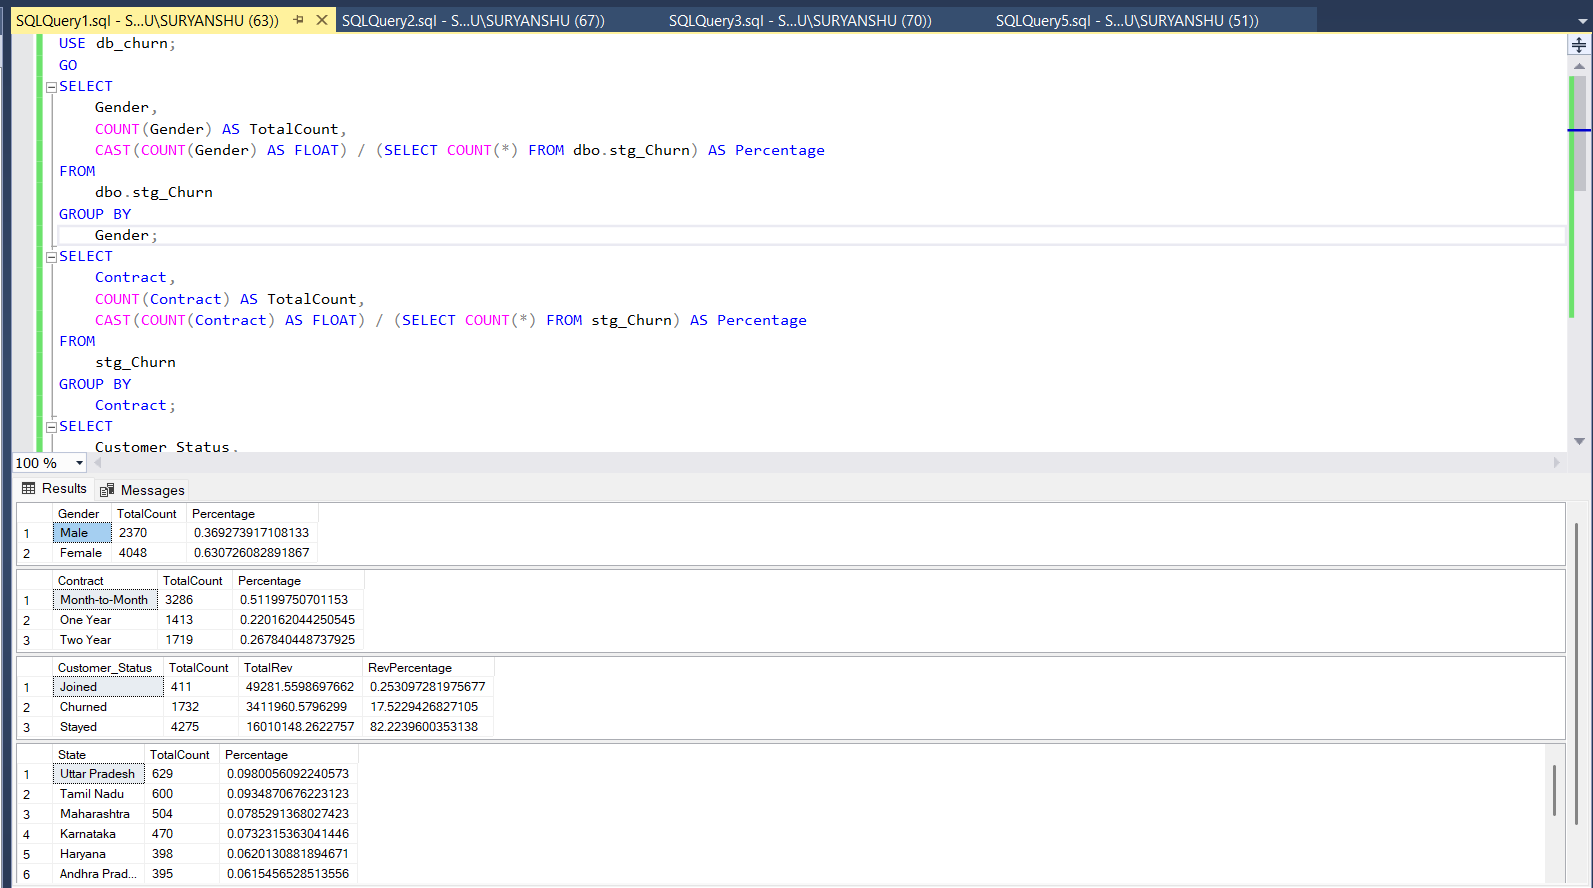 SQLQuery1.sql - S...U\SURYANSHU (63)) SQLQuery2.sql - S...U\SURYANSHU (67)) SQLQuery3.sql - S...U\SURYANSHU (70)) SQLQuery5.sql - S...U\SURYANSHU (51))
USE db_churn;
GO
SELECT
Gender,
COUNT(Gender) AS TotalCount,
CAST(COUNT(Gender) AS FLOAT) / (SELECT COUNT(*) FROM dbo.stg_Churn) AS Percentage
FROM
dbo.stg_Churn
GROUP BY
Gender;
SELECT
Contract,
COUNT(Contract) AS TotalCount,
CAST(COUNT(Contract) AS FLOAT) / (SELECT COUNT(*) FROM stg_Churn) AS Percentage
FROM
stg_Churn
GROUP BY
Contract;
SELECT
Customer_Status,
100 %
Results Messages
Gender TotalCount Percentage
1 Male 2370 0.369273917108133
2 Female 4048 0.630726082891867
Contract TotalCount Percentage
1 Month-to-Month 3286 0.51199750701153
2 One Year 1413 0.220162044250545
3 Two Year 1719 0.267840448737925
Customer_Status TotalCount TotalRev RevPercentage
1 Joined 411 49281.5598697662 0.253097281975677
2 Churned 1732 3411960.5796299 17.5229426827105
3 Stayed 4275 16010148.2622757 82.2239600353138
State TotalCount Percentage
1 Uttar Pradesh 629 0.0980056092240573
2 Tamil Nadu 600 0.0934870676223123
3 Maharashtra 504 0.0785291368027423
4 Karnataka 470 0.0732315363041446
5 Haryana 398 0.0620130881894671
6 Andhra Prad... 395 0.0615456528513556